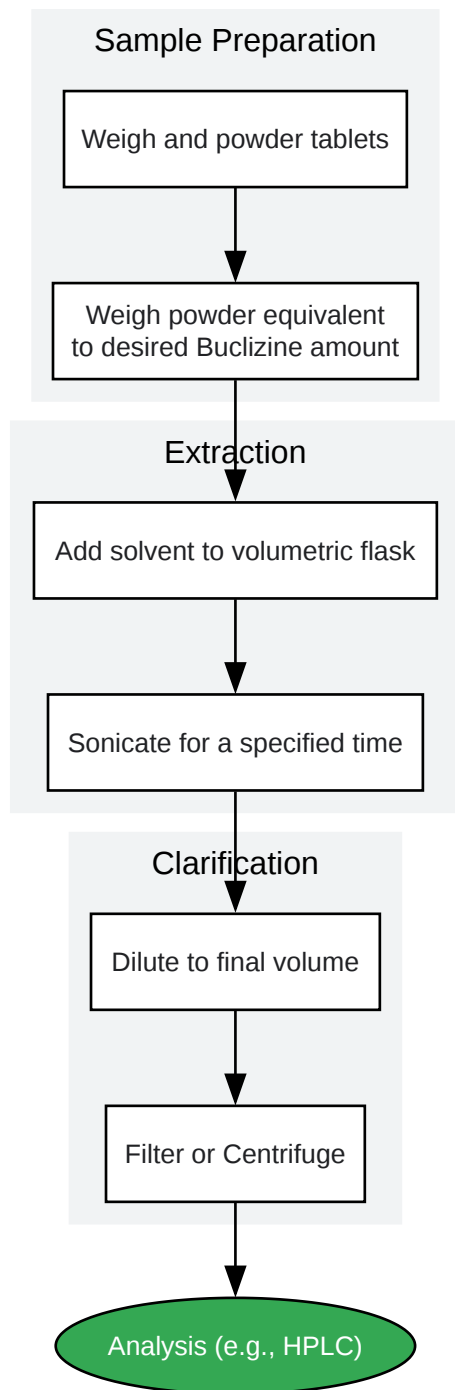 Sample Preparation
Weigh and powder tablets
Weigh powder equivalent
to desired Buclizine amount
Extraction
Add solvent to volumetric flask
Sonicate for a specified time
Clarification
Dilute to final volume
Filter or Centrifuge
Analysis (e.g., HPLC)